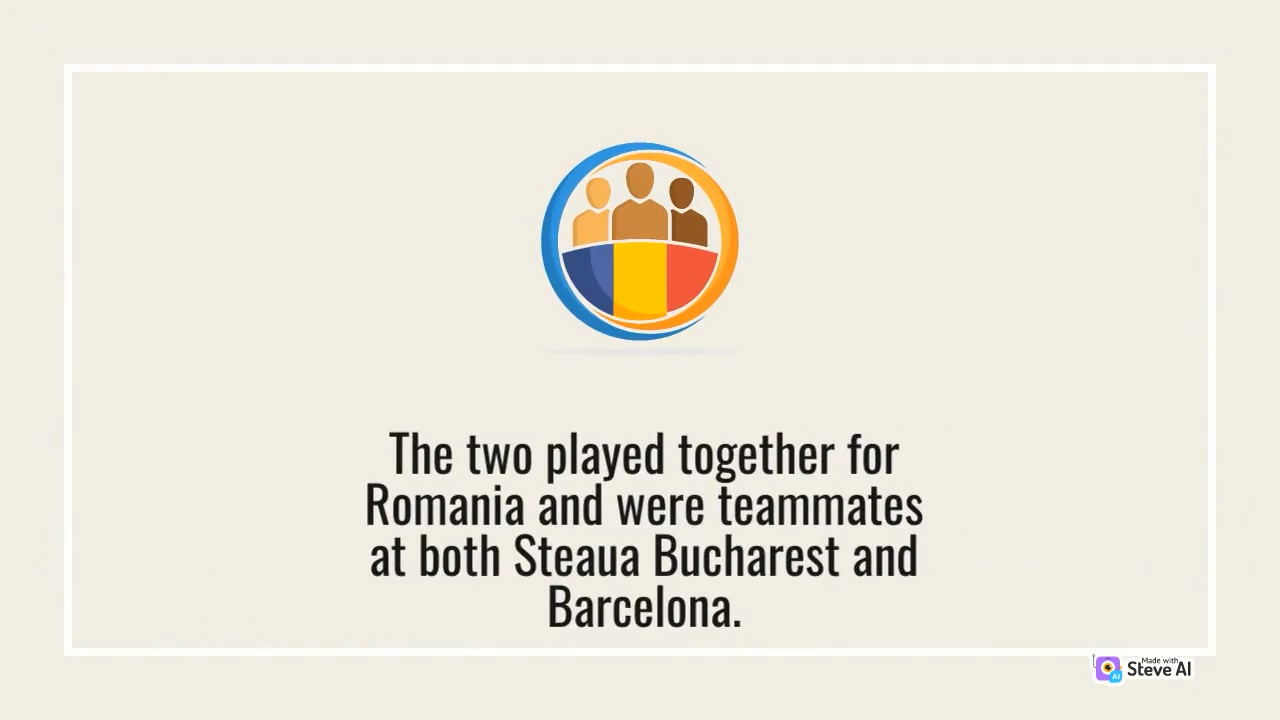 The two played together for
Romania and were teammates
at both Steaua Bucharest and
Barcelona.
Made with
Steve AI
AI